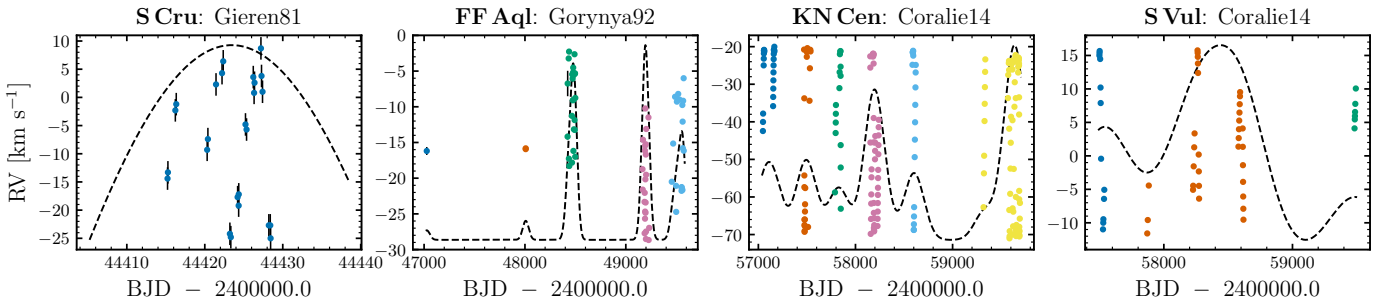 S Cru: Gieren81
FF Aql: Gorynya92
KN Cen: Coralie14
S Vul: Coralie14
RV [km s⁻¹]
10
5
0
−5
−10
−15
−20
−25
44410 44420 44430 44440
BJD − 2400000.0
0
−5
−10
−15
−20
−25
−30
47000 48000 49000
BJD − 2400000.0
−20
−30
−40
−50
−60
−70
57000 58000 59000
BJD − 2400000.0
15
10
5
0
−5
−10
58000 59000
BJD − 2400000.0